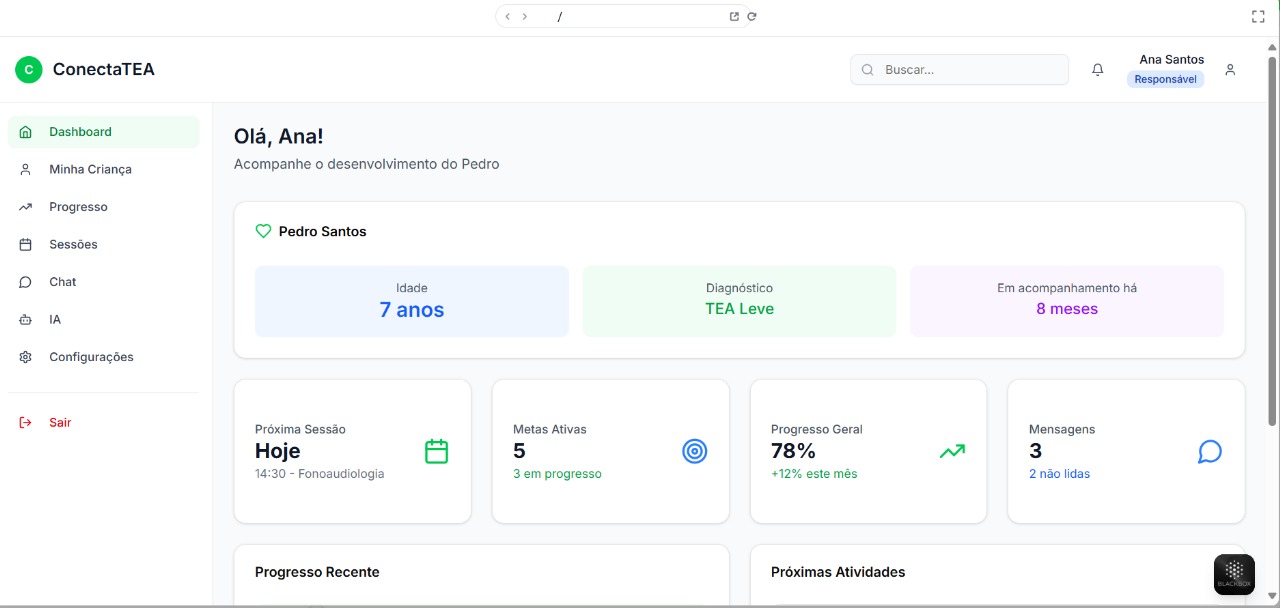 /
C ConectaTEA
Buscar...
Ana Santos
Responsável
Dashboard
Minha Criança
Progresso
Sessões
Chat
IA
Configurações
Sair
Olá, Ana!
Acompanhe o desenvolvimento do Pedro
Pedro Santos
Idade
7 anos
Diagnóstico
TEA Leve
Em acompanhamento há
8 meses
Próxima Sessão
Hoje
14:30 - Fonoaudiologia
Metas Ativas
5
3 em progresso
Progresso Geral
78%
+12% este mês
Mensagens
3
2 não lidas
Progresso Recente
Próximas Atividades
BLACKBOX